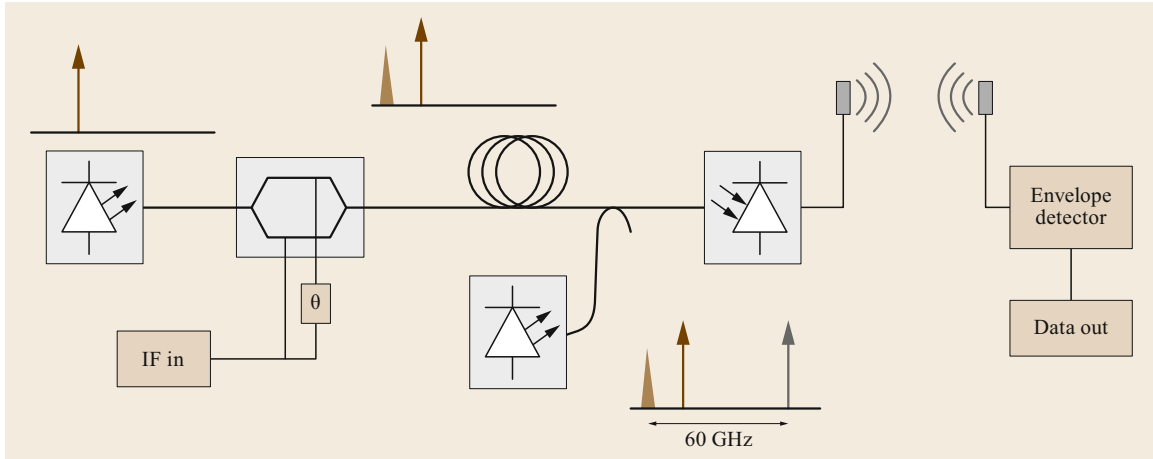 θ
IF in
60 GHz
Envelope
detector
Data out